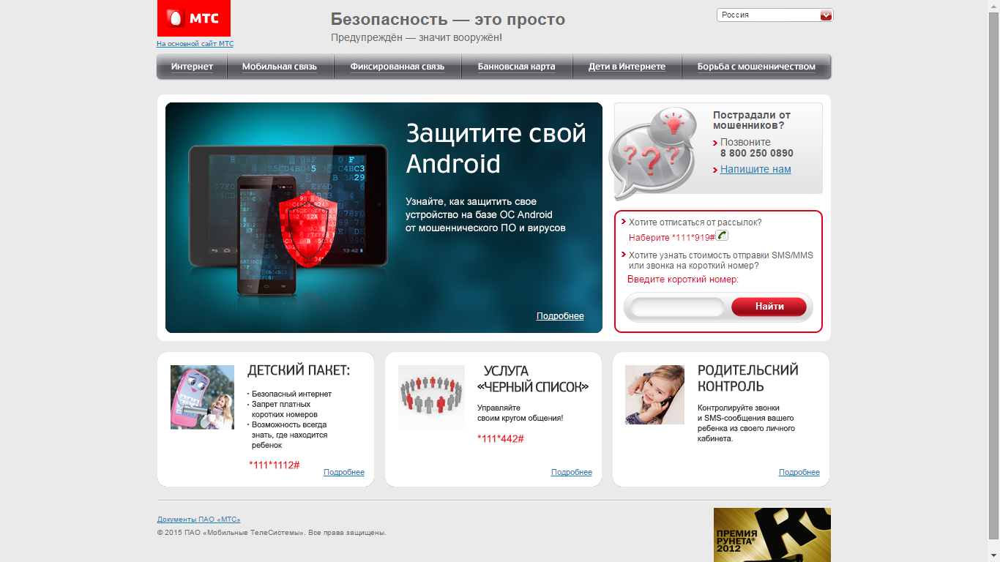 МТС
На основной сайт МТС
Безопасность — это просто
Предупреждён — значит вооружён!
Россия
Интернет
Мобильная связь
Фиксированная связь
Банковская карта
Дети в Интернете
Борьба с мошенничеством
Защитите свой
Android
Узнайте, как защитить свое
устройство на базе ОС Android
от мошеннического ПО и вирусов
Подробнее
Пострадали от
мошенников?
Позвоните
8 800 250 0890
Напишите нам
Хотите отписаться от рассылок?
Наберите *111*919#
Хотите узнать стоимость отправки SMS/MMS
или звонка на короткий номер?
Введите короткий номер:
Найти
ДЕТСКИЙ ПАКЕТ:
· Безопасный интернет
· Запрет платных
коротких номеров
· Возможность всегда
знать, где находится
ребенок
*111*1112#
Подробнее
УСЛУГА
«ЧЕРНЫЙ СПИСОК»
Управляйте
своим кругом общения!
*111*442#
Подробнее
РОДИТЕЛЬСКИЙ
КОНТРОЛЬ
Контролируйте звонки
и SMS-сообщения вашего
ребенка из своего личного
кабинета.
Подробнее
Документы ПАО «МТС»
© 2015 ПАО «Мобильные ТелеСистемы». Все права защищены.
ПРЕМИЯ
РУНЕТА®
2012